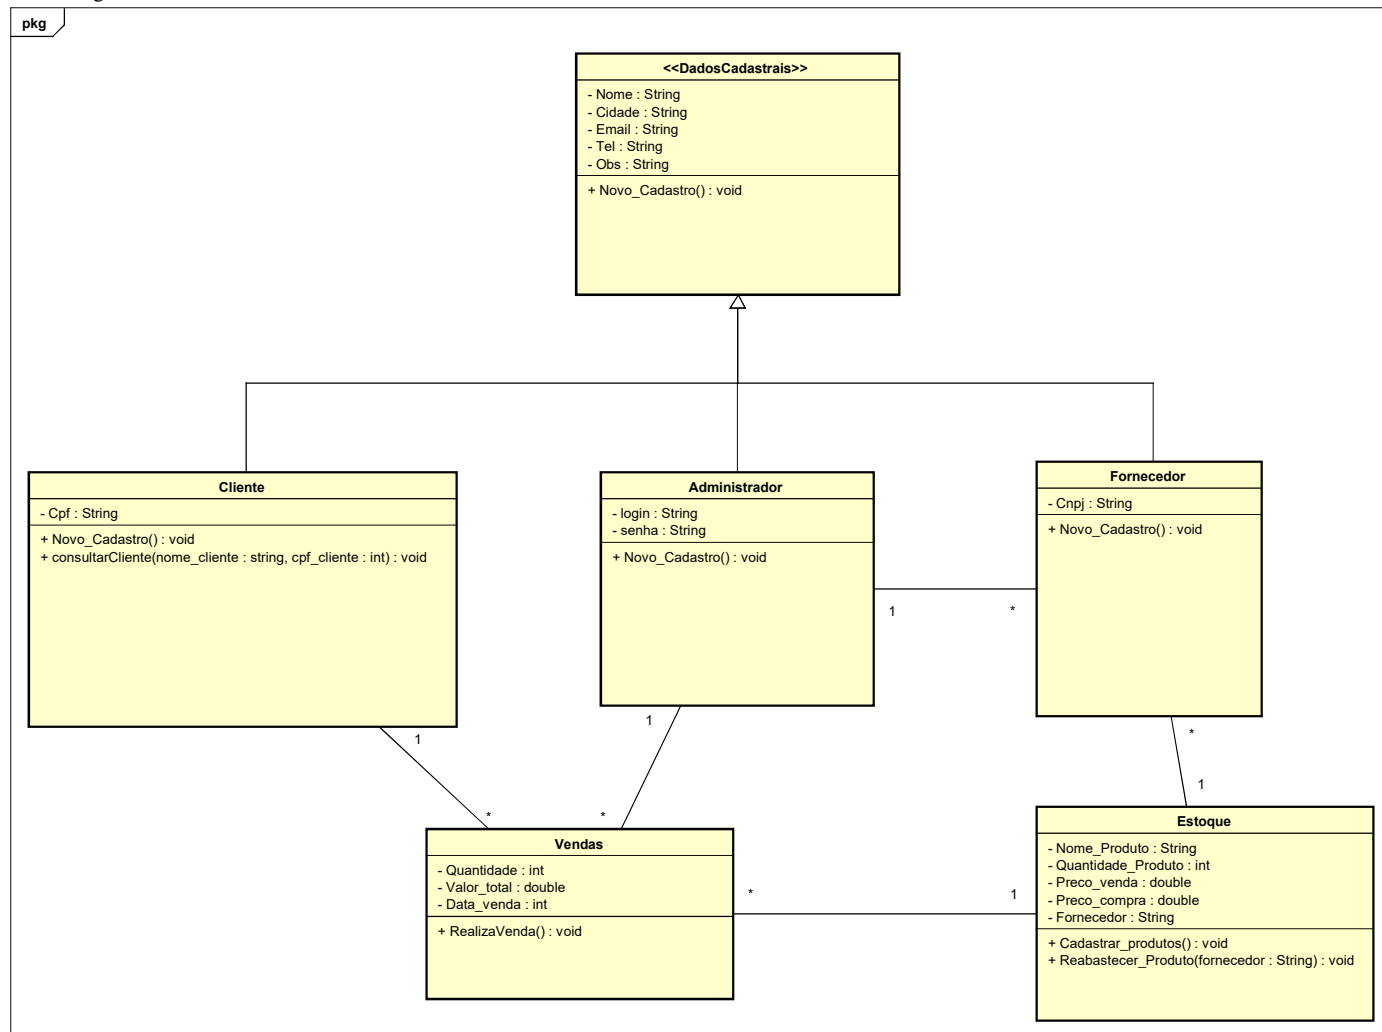 pkg
<<DadosCadastrais>>
- Nome : String
- Cidade : String
- Email : String
- Tel : String
- Obs : String
+ Novo_Cadastro() : void
Cliente
- Cpf : String
+ Novo_Cadastro() : void
+ consultarCliente(nome_cliente : string, cpf_cliente : int) : void
Administrador
- login : String
- senha : String
+ Novo_Cadastro() : void
Fornecedor
- Cnpj : String
+ Novo_Cadastro() : void
1
*
1
1
*
1
*
*
Vendas
- Quantidade : int
- Valor_total : double
- Data_venda : int
+ RealizaVenda() : void
*
1
Estoque
- Nome_Produto : String
- Quantidade_Produto : int
- Preco_venda : double
- Preco_compra : double
- Fornecedor : String
+ Cadastrar_produtos() : void
+ Reabastecer_Produto(fornecedor : String) : void